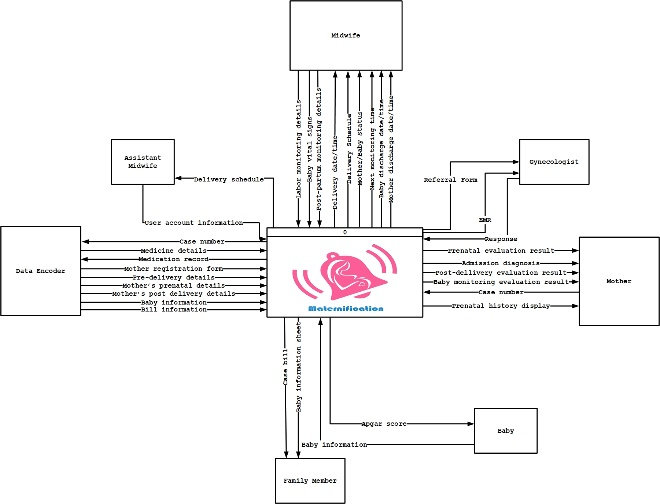 Midwife
Labor monitoring details
Baby vital signs
Post-partum monitoring details
Delivery date/time
Delivery Schedule
Mother/Baby status
Next monitoring time
Baby discharge date/time
Mother discharge date/time
Assistant
Midwife
Delivery schedule
User account information
Gynecologist
Referral Form
EMR
Response
0
Maternification
Data Encoder
Case number
Medicine details
Medication record
Mother registration form
Pre-delivery details
Mother's prenatal details
Mother's post delivery details
Baby information
Bill information
Prenatal evaluation result
Admission diagnosis
Post-delivery evaluation result
Baby monitoring evaluation result
Case number
Prenatal history display
Mother
Case bill
Baby information sheet
Apgar score
Baby information
Baby
Family Member